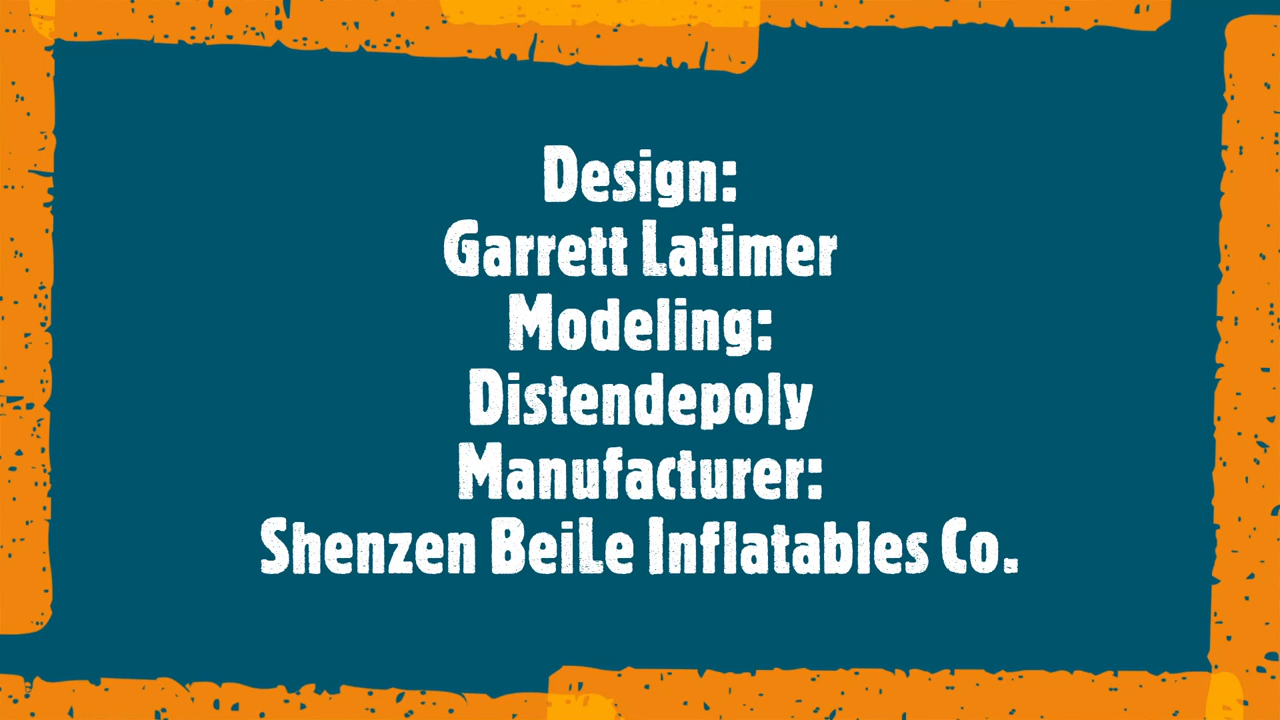 Design:
Garrett Latimer
Modeling:
Distendepoly
Manufacturer:
Shenzen BeiLe Inflatables Co.